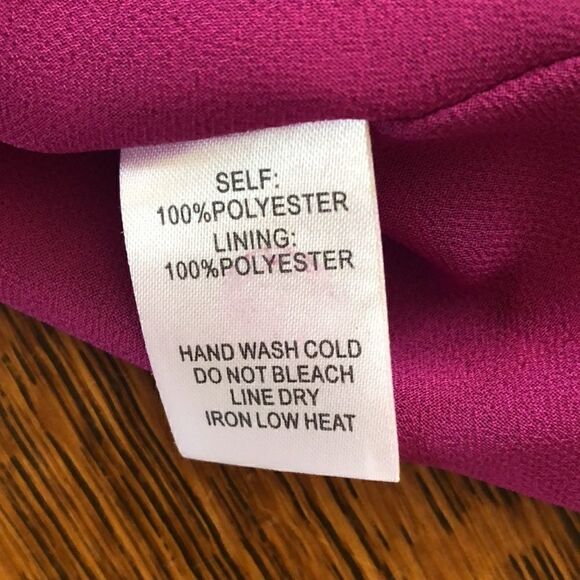 SELF:
100%POLYESTER
LINING:
100%POLYESTER
HAND WASH COLD
DO NOT BLEACH
LINE DRY
IRON LOW HEAT